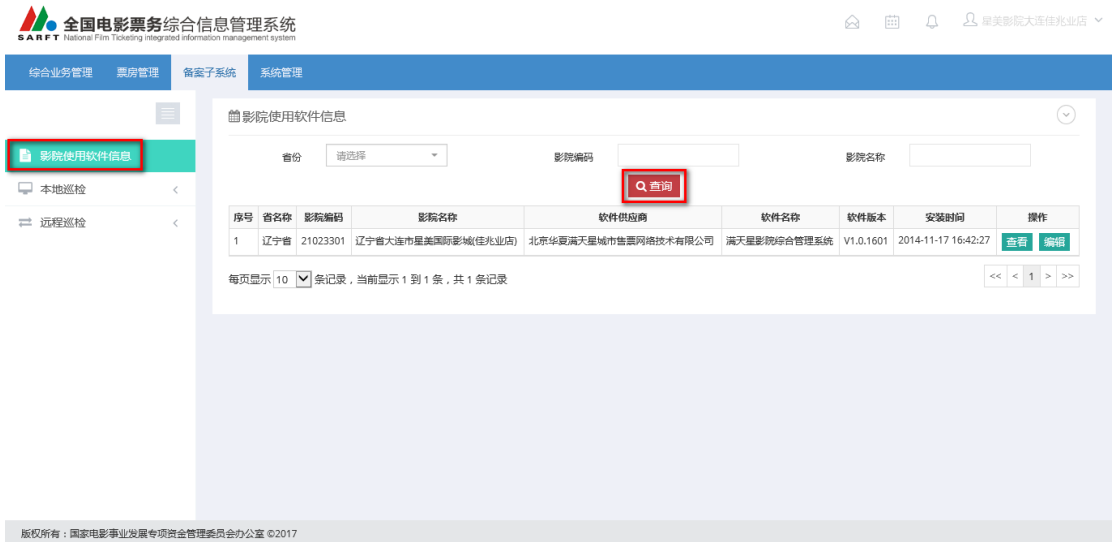 全国电影票务综合信息管理系统
SARFT National Film Ticketing integrated information management system
星美影院大连佳兆业店
综合业务管理 票房管理 备案子系统 系统管理
影院使用软件信息
影院使用软件信息
本地巡检
远程巡检
省份 请选择 影院编码 影院名称
查询
序号 省名称 影院编码 影院名称 软件供应商 软件名称 软件版本 安装时间 操作
1 辽宁省 21023301 辽宁省大连市星美国际影城(佳兆业店) 北京华夏满天星城市售票网络技术有限公司 满天星影院综合管理系统 V1.0.1601 2014-11-17 16:42:27 查看 编辑
每页显示 10 条记录，当前显示 1 到 1 条，共 1 条记录
<< < 1 > >>
版权所有：国家电影事业发展专项资金管理委员会办公室 ©2017